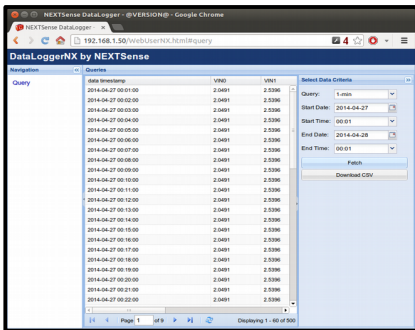 NEXTSense DataLogger - @VERSION@ - Google Chrome
NEXTSense DataLogger
192.168.1.50/WebUserNX.html#query
4
DataLoggerNX by NEXTSense
Navigation
Query
Queries
data timestamp VIN0 VIN1
2014-04-27 00:01:00 2.0491 2.5396
2014-04-27 00:02:00 2.0491 2.5396
2014-04-27 00:03:00 2.0491 2.5396
2014-04-27 00:04:00 2.0491 2.5396
2014-04-27 00:05:00 2.0491 2.5396
2014-04-27 00:06:00 2.0491 2.5396
2014-04-27 00:07:00 2.0491 2.5396
2014-04-27 00:08:00 2.0491 2.5396
2014-04-27 00:09:00 2.0491 2.5396
2014-04-27 00:10:00 2.0491 2.5396
2014-04-27 00:11:00 2.0491 2.5396
2014-04-27 00:12:00 2.0491 2.5396
2014-04-27 00:13:00 2.0491 2.5396
2014-04-27 00:14:00 2.0491 2.5396
2014-04-27 00:15:00 2.0491 2.5396
2014-04-27 00:16:00 2.0491 2.5396
2014-04-27 00:17:00 2.0491 2.5396
2014-04-27 00:18:00 2.0491 2.5396
2014-04-27 00:19:00 2.0491 2.5396
2014-04-27 00:20:00 2.0491 2.5396
2014-04-27 00:21:00 2.0491 2.5396
2014-04-27 00:22:00 2.0491 2.5396
Page 1 of 9 Displaying 1 - 60 of 500
Select Data Criteria
Query: 1-min
Start Date: 2014-04-27
Start Time: 00:01
End Date: 2014-04-28
End Time: 00:01
Fetch
Download CSV